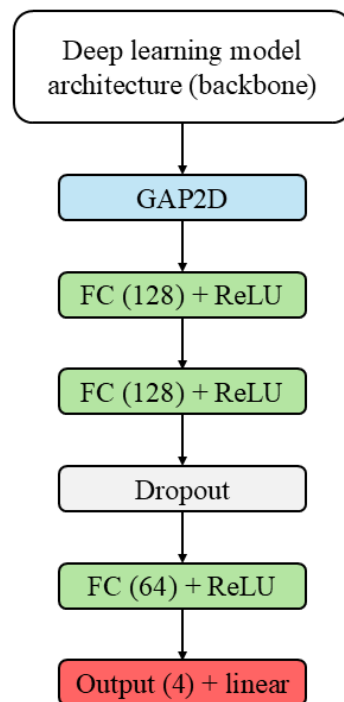 Deep learning model
architecture (backbone)
GAP2D
FC (128) + ReLU
FC (128) + ReLU
Dropout
FC (64) + ReLU
Output (4) + linear